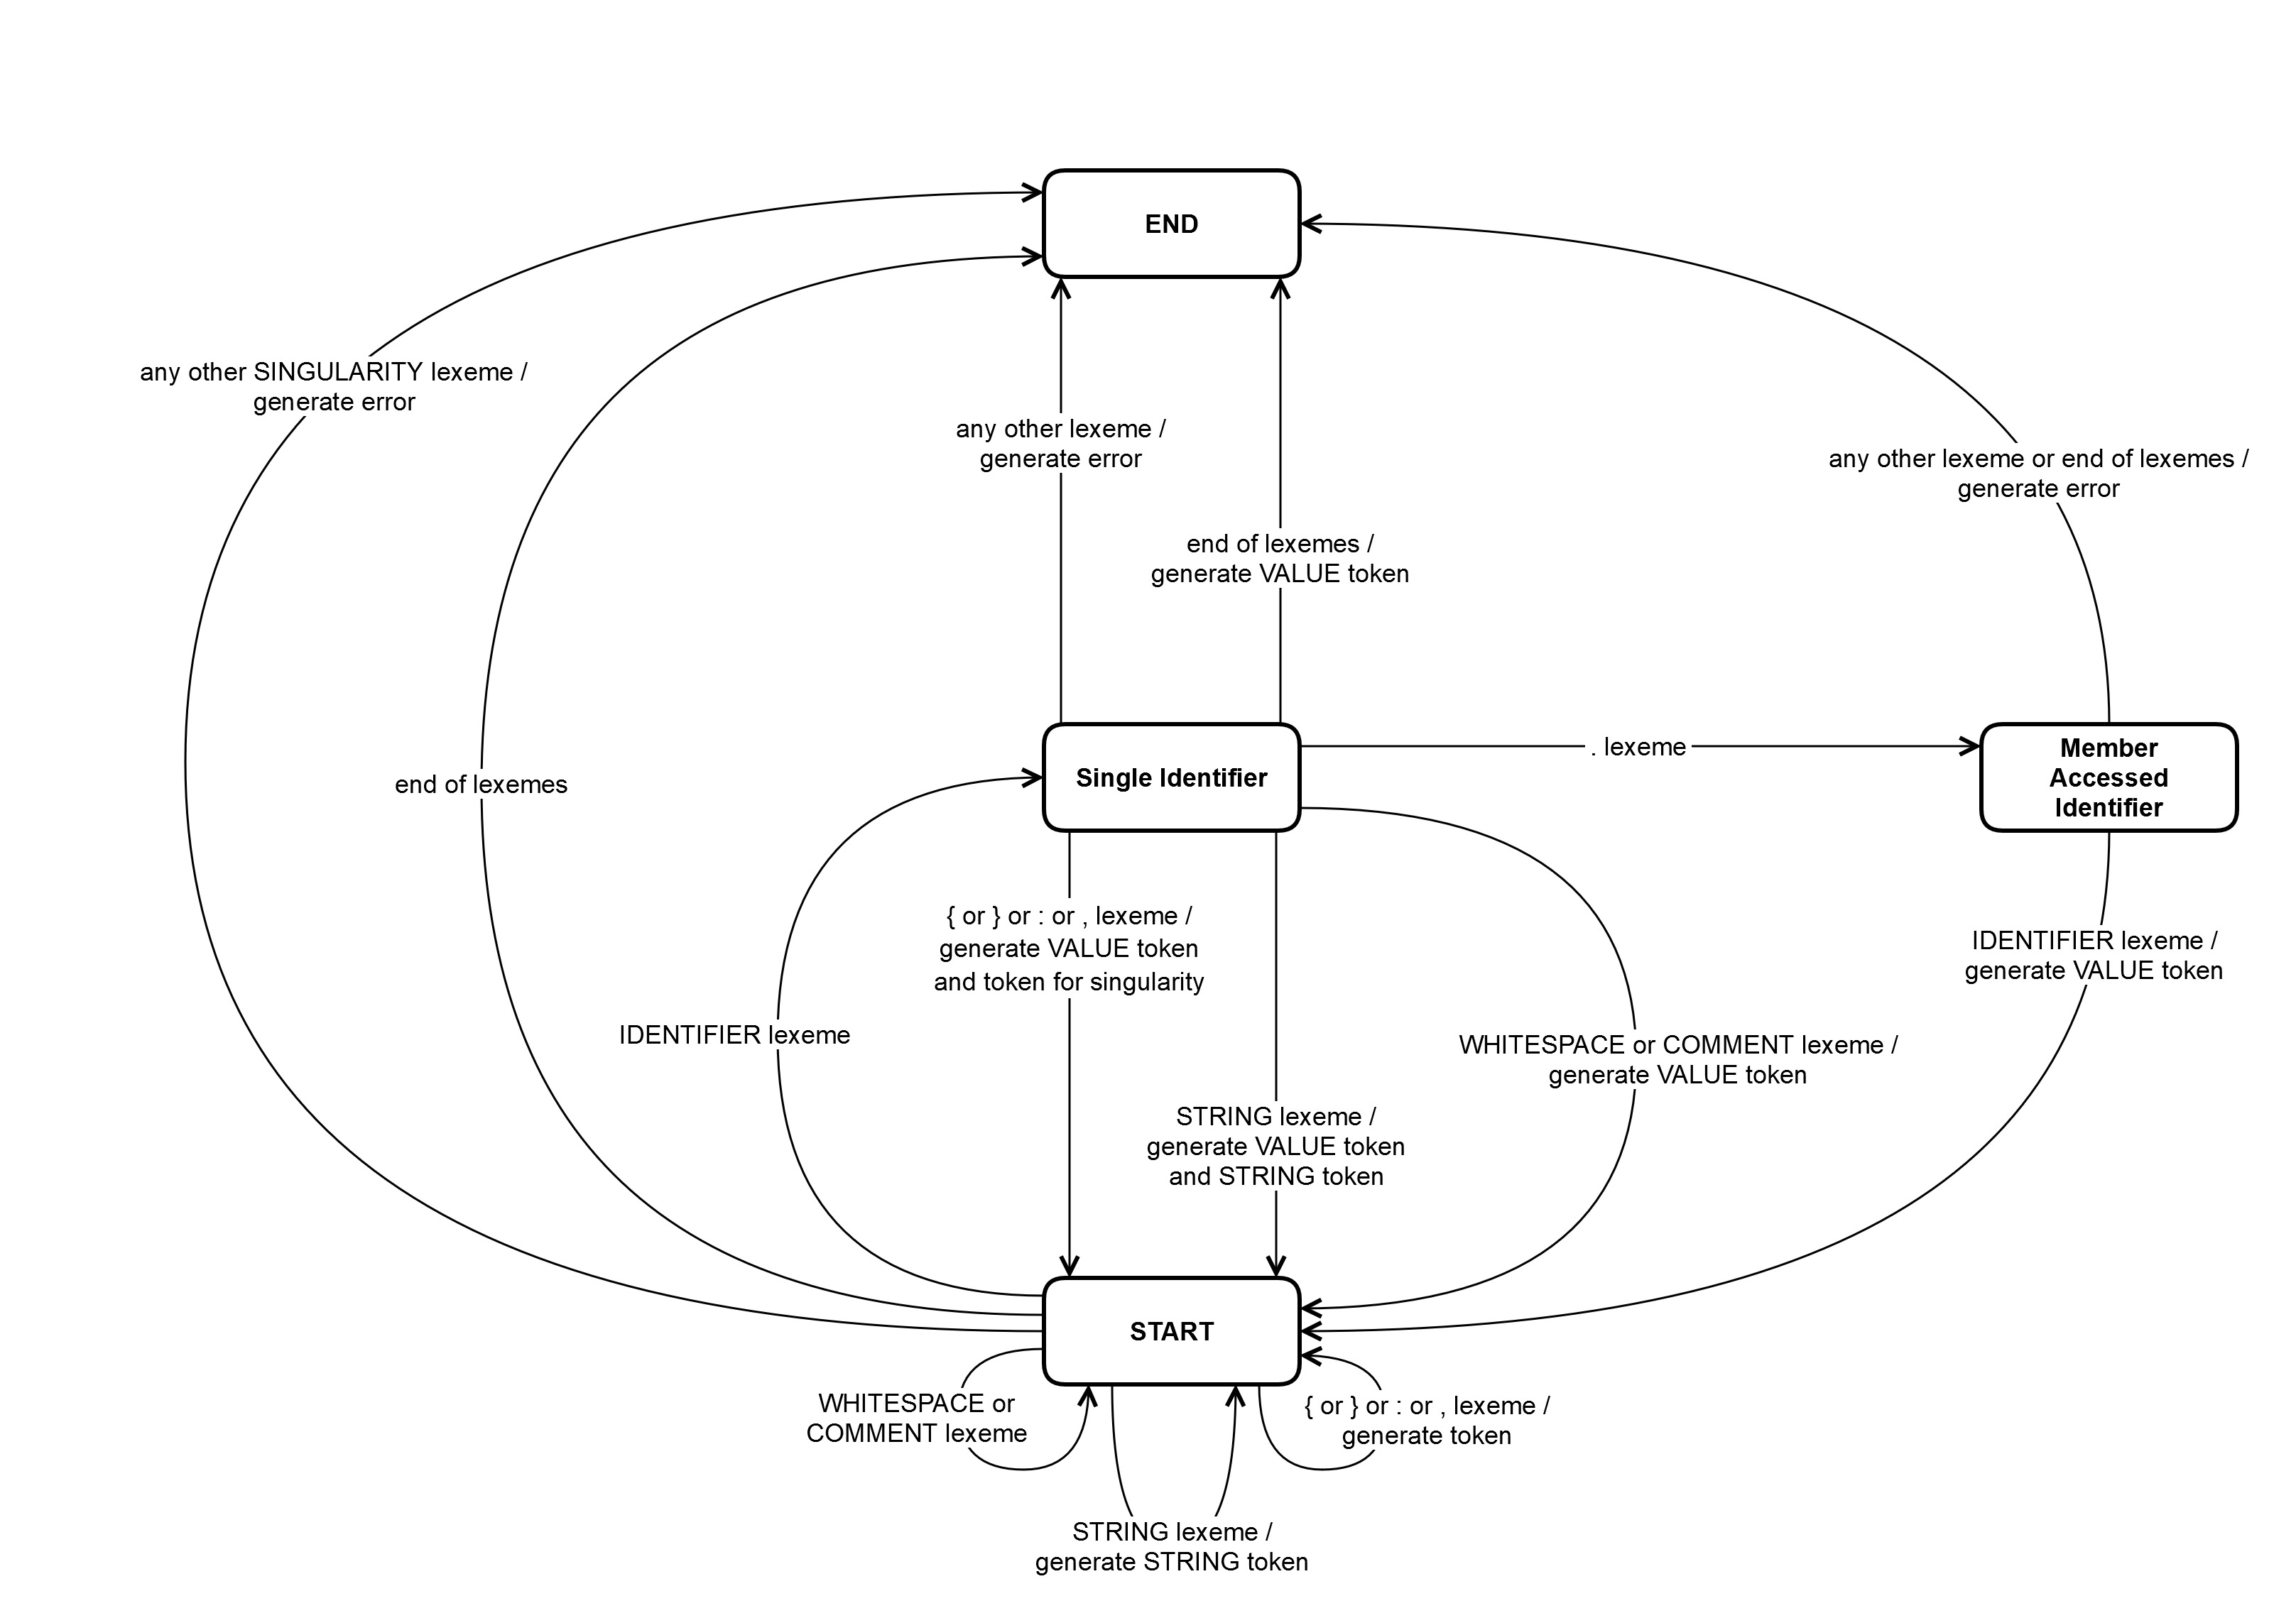 END
any other SINGULARITY lexeme /
generate error
any other lexeme /
generate error
any other lexeme or end of lexemes /
generate error
end of lexemes /
generate VALUE token
. lexeme
Single Identifier
Member
Accessed
Identifier
end of lexemes
{ or } or : or , lexeme /
generate VALUE token
and token for singularity
IDENTIFIER lexeme /
generate VALUE token
IDENTIFIER lexeme
WHITESPACE or COMMENT lexeme /
generate VALUE token
STRING lexeme /
generate VALUE token
and STRING token
START
WHITESPACE or
COMMENT lexeme
{ or } or : or , lexeme /
generate token
STRING lexeme /
generate STRING token